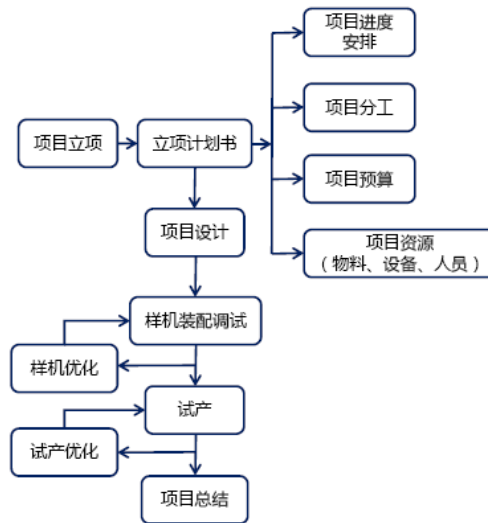 项目进度
安排
项目分工
项目立项
立项计划书
项目预算
项目设计
项目资源
（物料、设备、人员）
样机装配调试
样机优化
试产
试产优化
项目总结